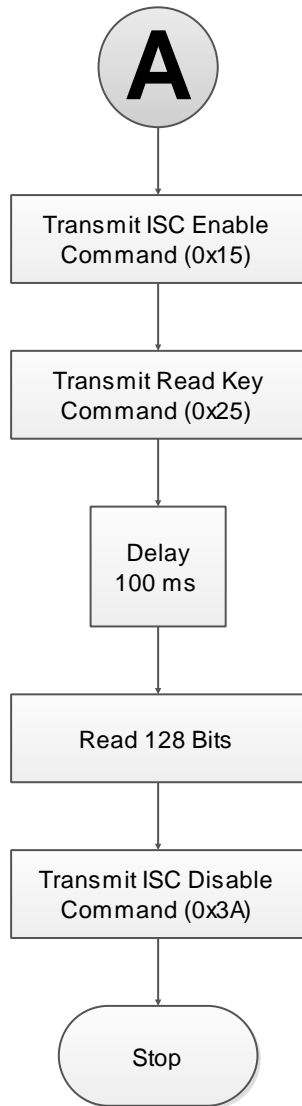 A
Transmit ISC Enable
Command (0x15)
Transmit Read Key
Command (0x25)
Delay
100 ms
Read 128 Bits
Transmit ISC Disable
Command (0x3A)
Stop